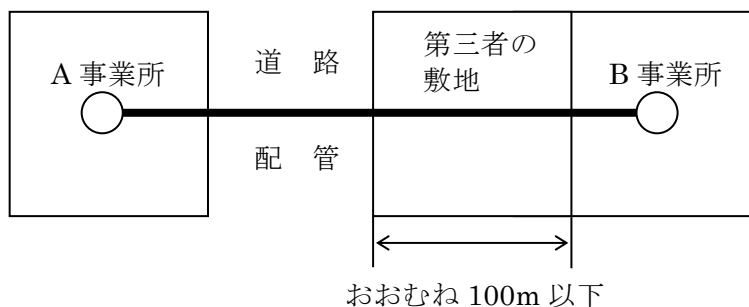 A 事業所
道 路
第三者の
敷地
B 事業所
配 管
おおむね 100m 以下